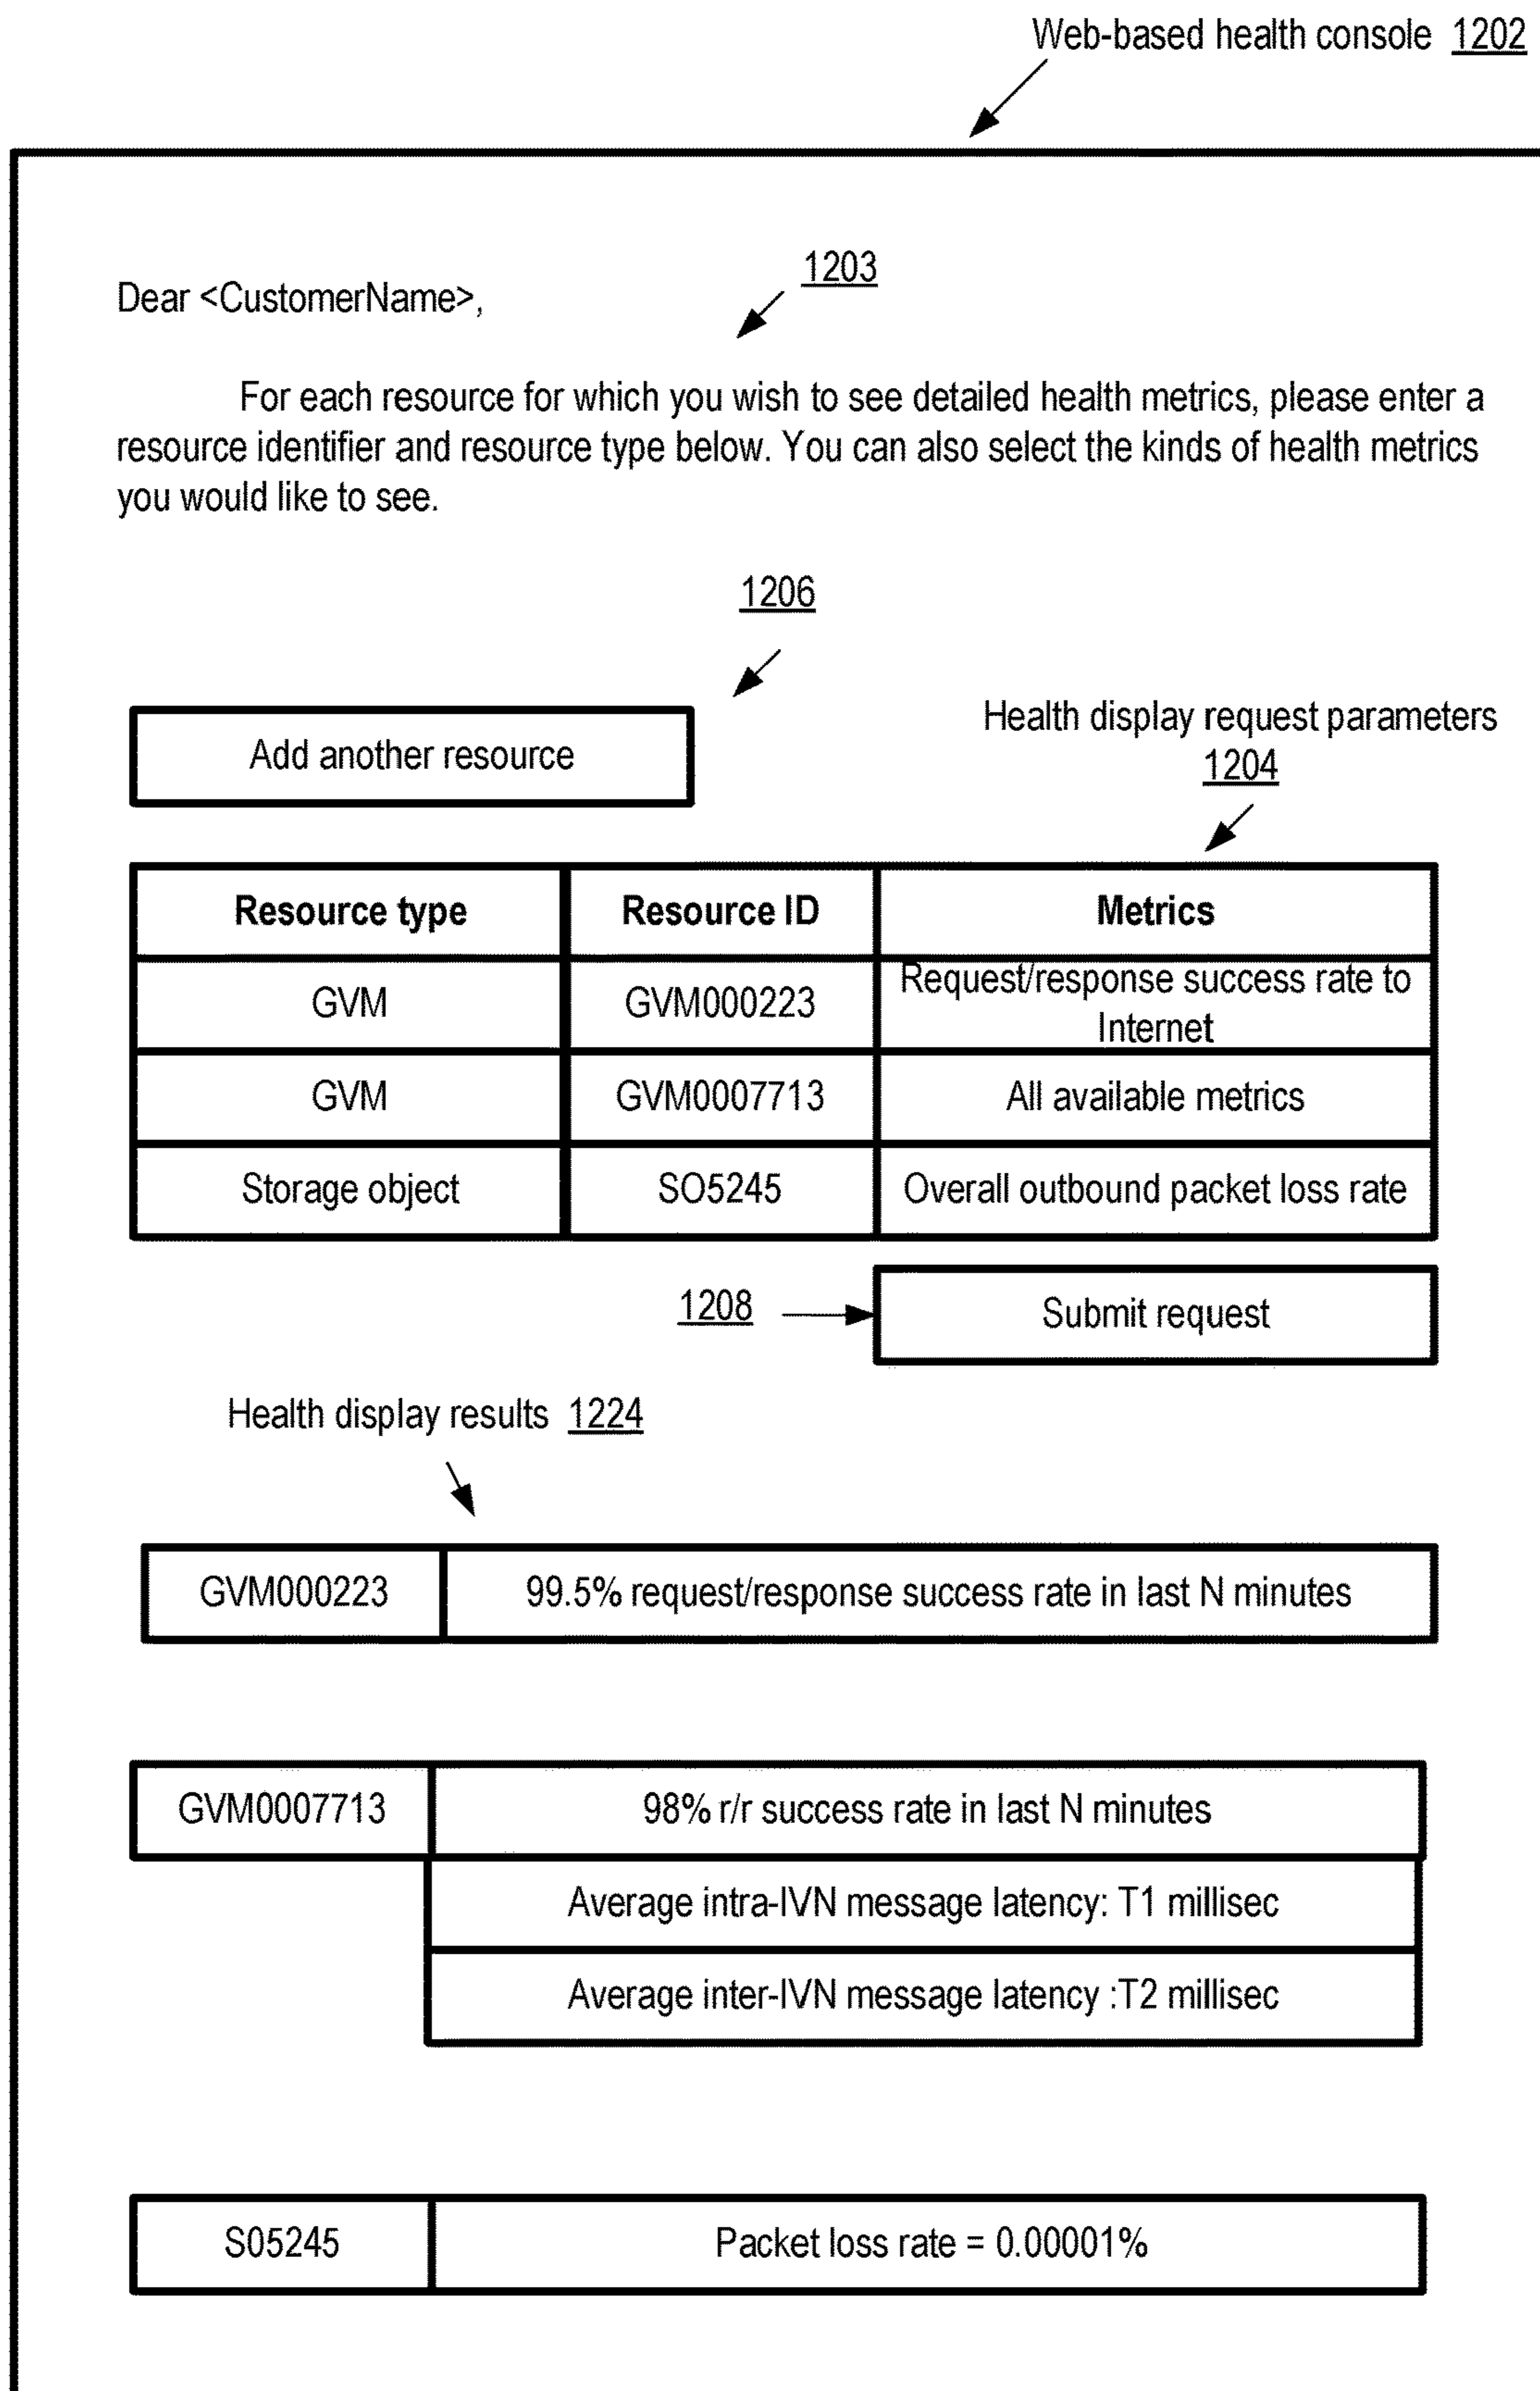 Web-based health console 1202
1203
Dear <CustomerName>,
For each resource for which you wish to see detailed health metrics, please enter a
resource identifier and resource type below. You can also select the kinds of health metrics
you would like to see.
1206
Add another resource
Health display request parameters
1204
Resource type Resource ID Metrics
GVM GVM000223 Request/response success rate to
Internet
GVM GVM0007713 All available metrics
Storage object SO5245 Overall outbound packet loss rate
1208 Submit request
Health display results 1224
GVM000223 99.5% request/response success rate in last N minutes
GVM0007713 98% r/r success rate in last N minutes
Average intra-IVN message latency: T1 millisec
Average inter-IVN message latency :T2 millisec
S05245 Packet loss rate = 0.00001%